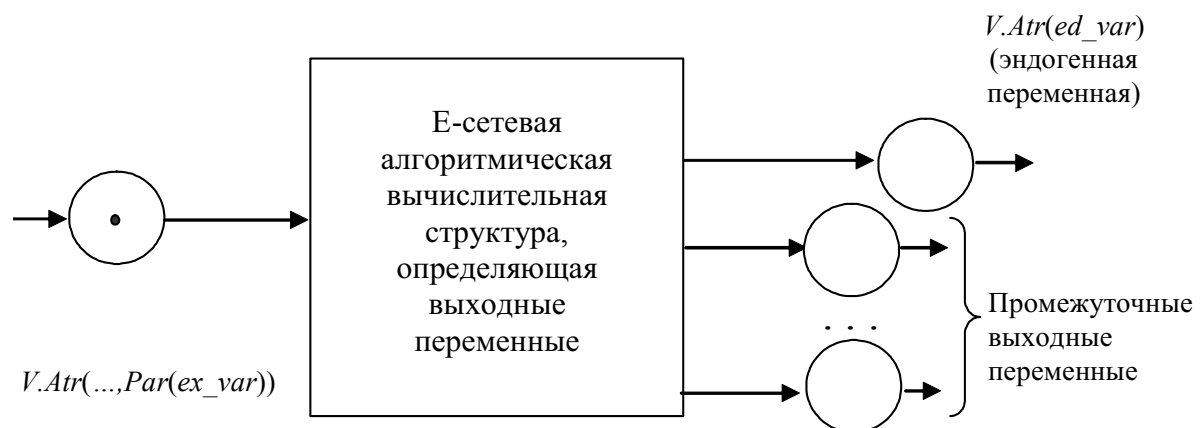 V.Atr(ed_var)
(эндогенная
переменная)
Е-сетевая
алгоритмическая
вычислительная
структура,
определяющая
выходные
переменные
. . .
Промежуточные
выходные
переменные
V.Atr(…,Par(ex_var))